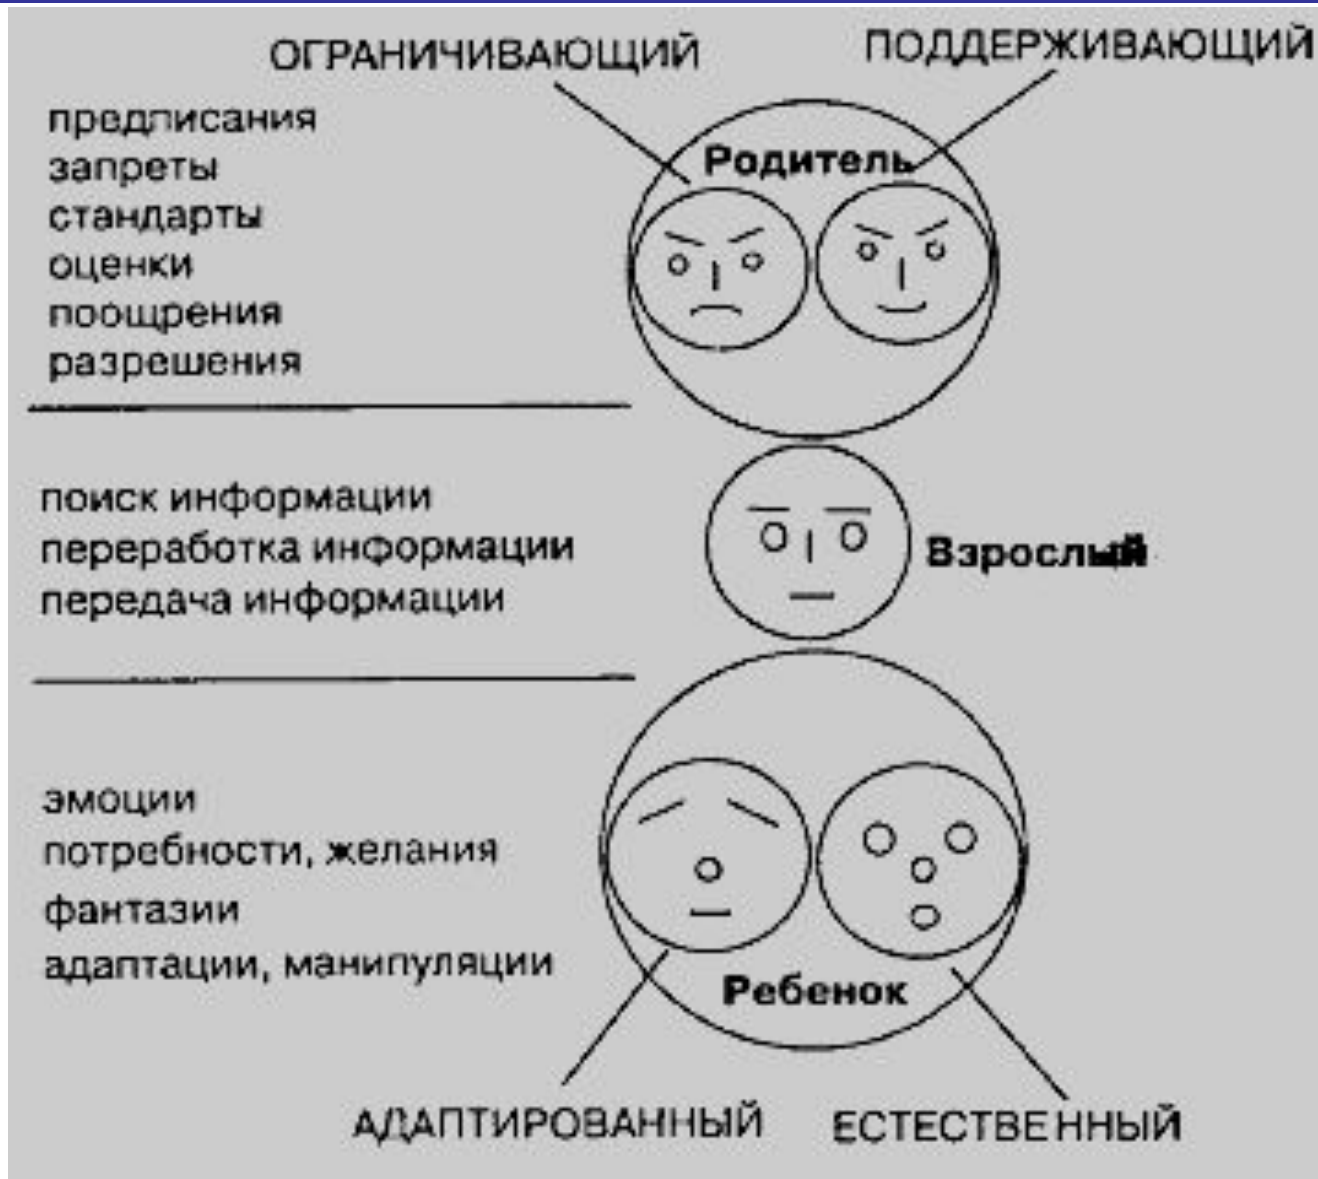 ОГРАНИЧИВАЮЩИЙ
ПОДДЕРЖИВАЮЩИЙ
предписания
запреты
стандарты
оценки
поощрения
разрешения
Родитель
поиск информации
переработка информации
передача информации
Взрослый
эмоции
потребности, желания
фантазии
адаптации, манипуляции
Ребенок
АДАПТИРОВАННЫЙ
ЕСТЕСТВЕННЫЙ